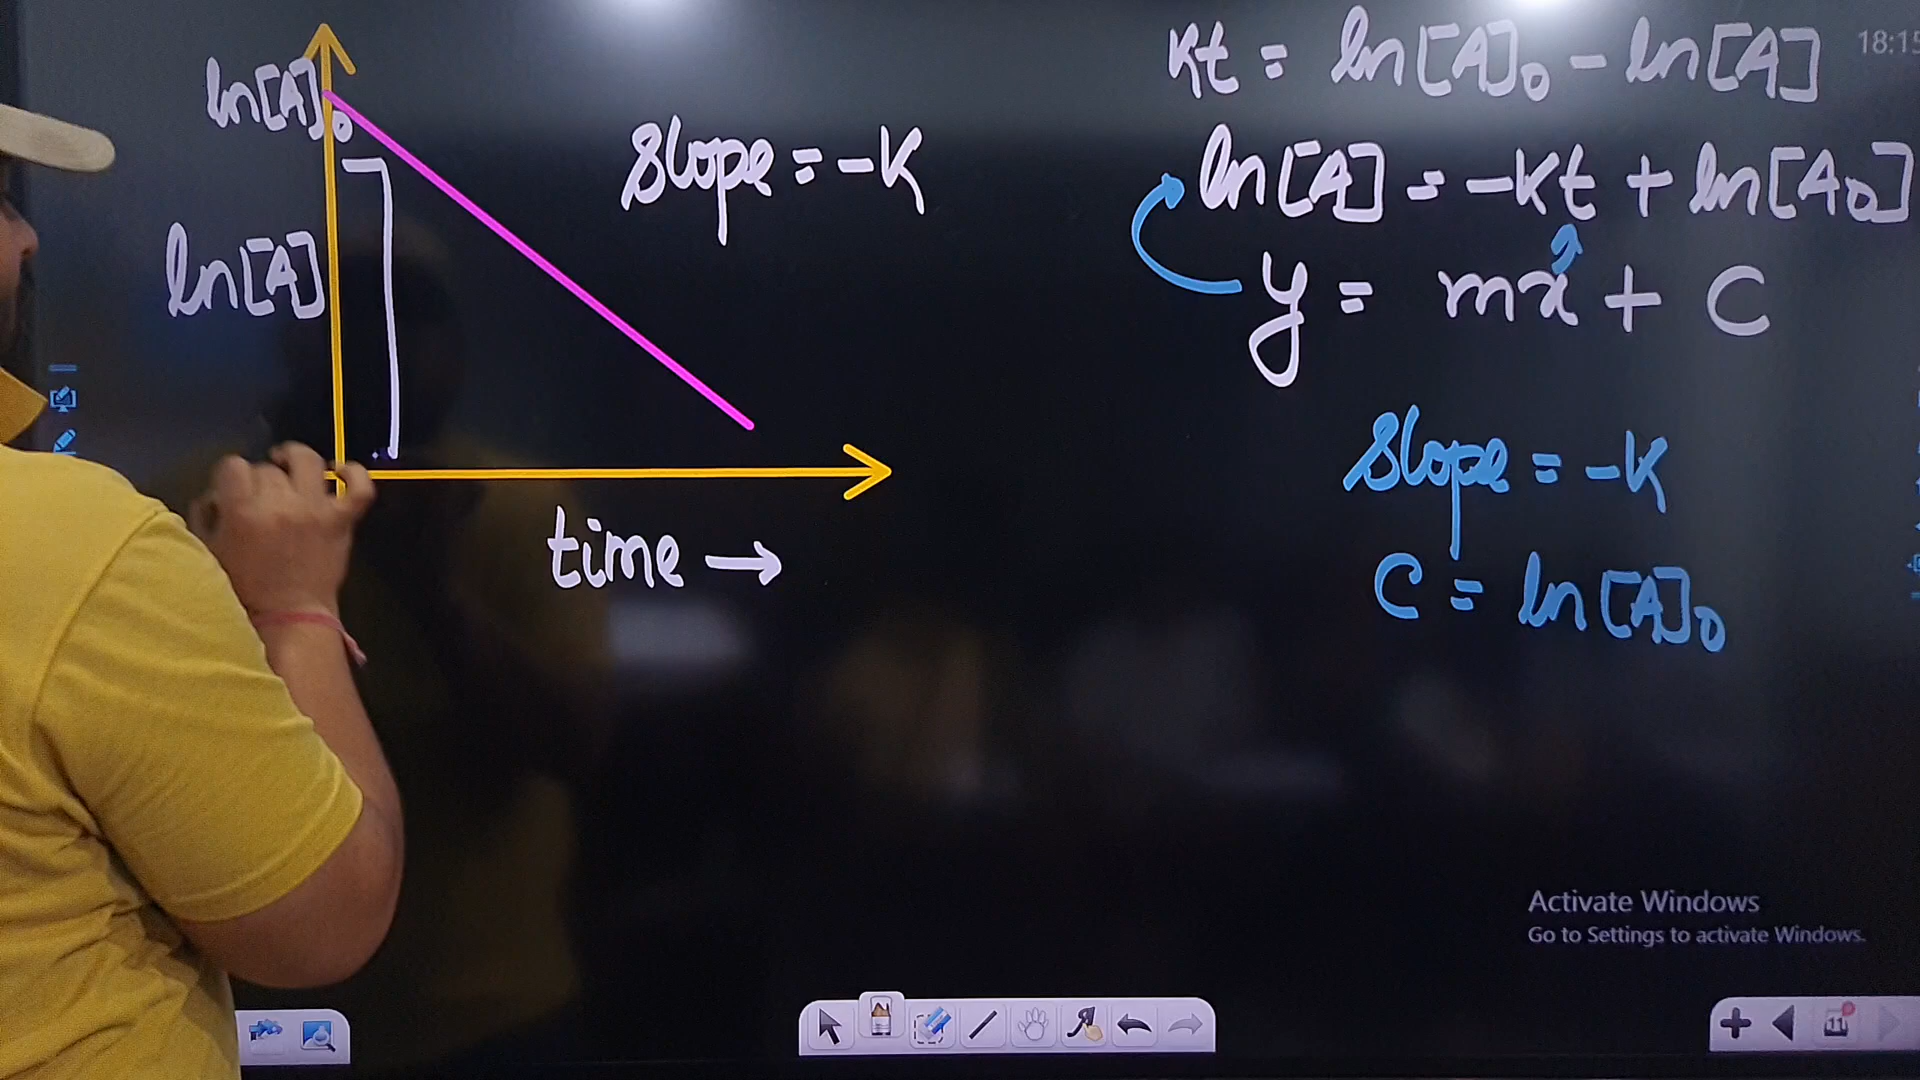 ln[A]₀
ln[A]
slope = -K
time →
Kt = ln[A]₀ - ln[A]
ln[A] = -Kt + ln[A₀]
y = mx + C
slope = -K
C = ln[A]₀
18:15
Activate Windows
Go to Settings to activate Windows.
11